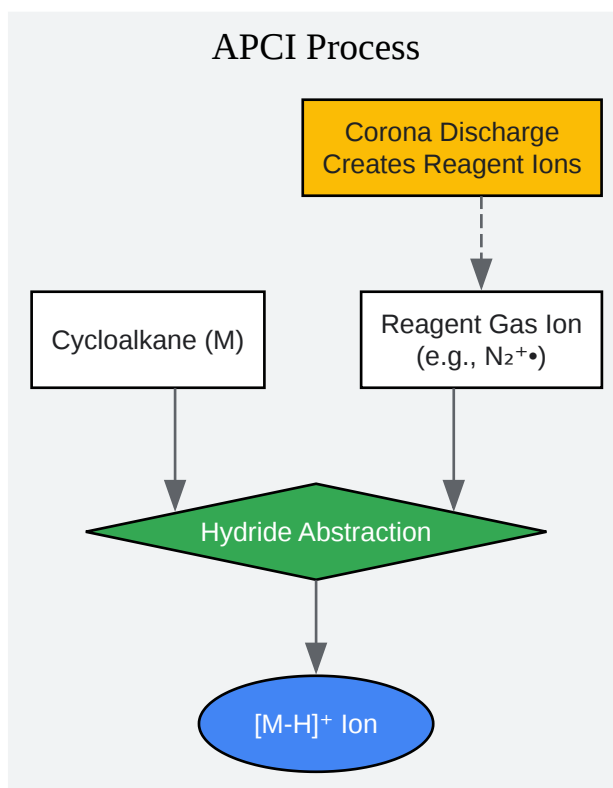 APCI Process
Corona Discharge
Creates Reagent Ions
Cycloalkane (M)
Reagent Gas Ion
(e.g., N₂⁺•)
Hydride Abstraction
[M-H]⁺ Ion